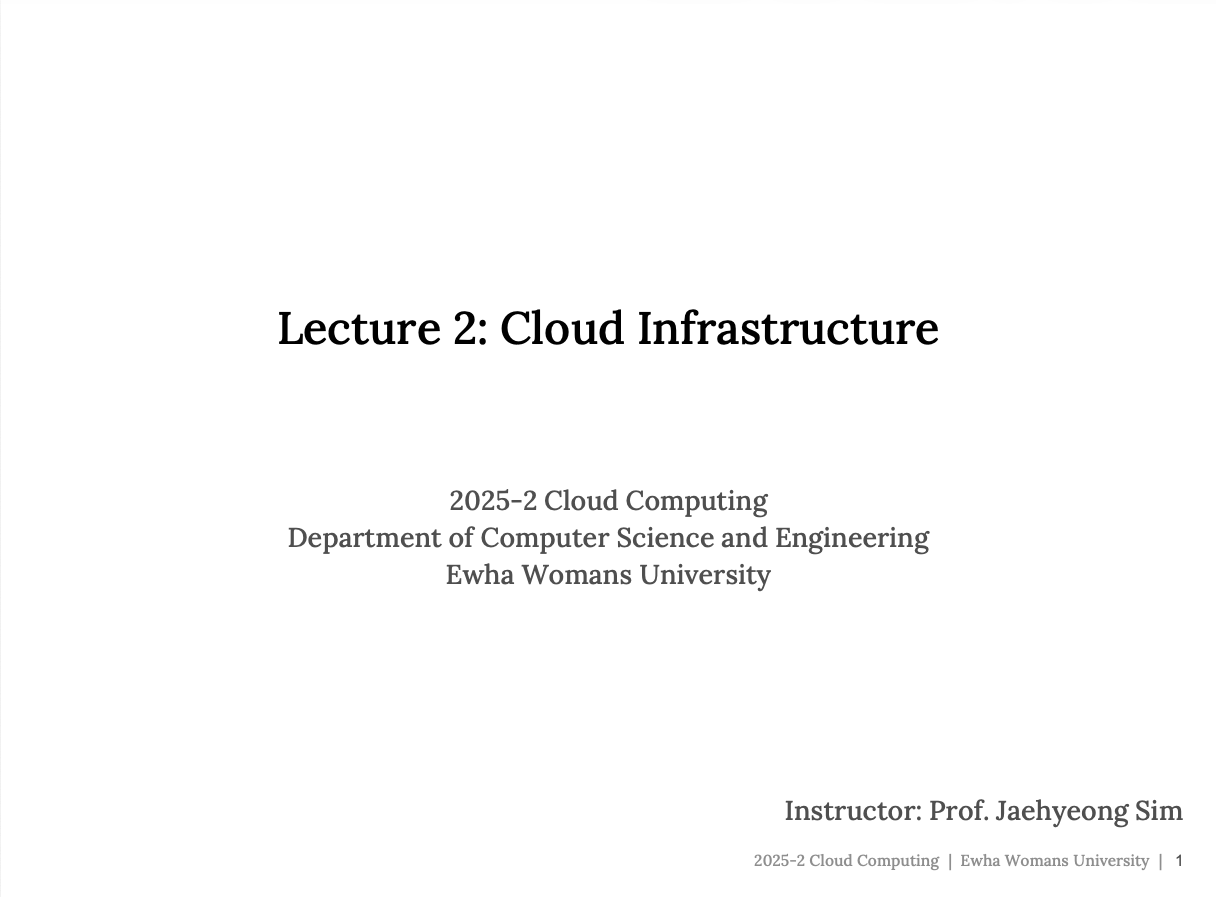 Lecture 2: Cloud Infrastructure
2025-2 Cloud Computing
Department of Computer Science and Engineering
Ewha Womans University
Instructor: Prof. Jaehyeong Sim
2025-2 Cloud Computing | Ewha Womans University | 1